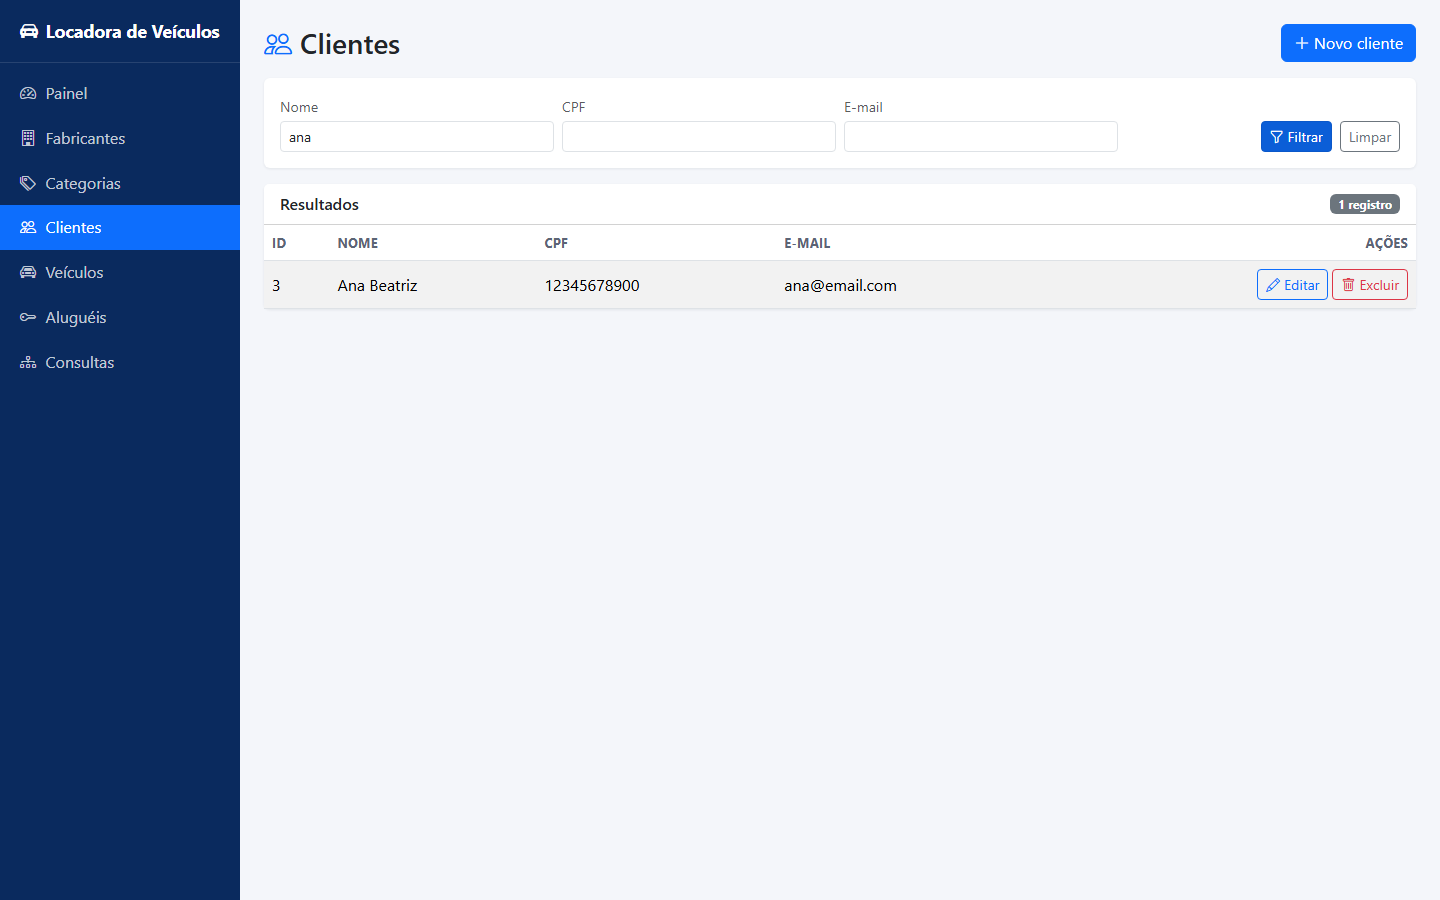 Locadora de Veículos
Painel
Fabricantes
Categorias
Clientes
Veículos
Aluguéis
Consultas
Clientes
Novo cliente
Nome
CPF
E-mail
ana
Filtrar
Limpar
Resultados
1 registro
ID NOME CPF E-MAIL AÇÕES
3 Ana Beatriz 12345678900 ana@email.com Editar Excluir